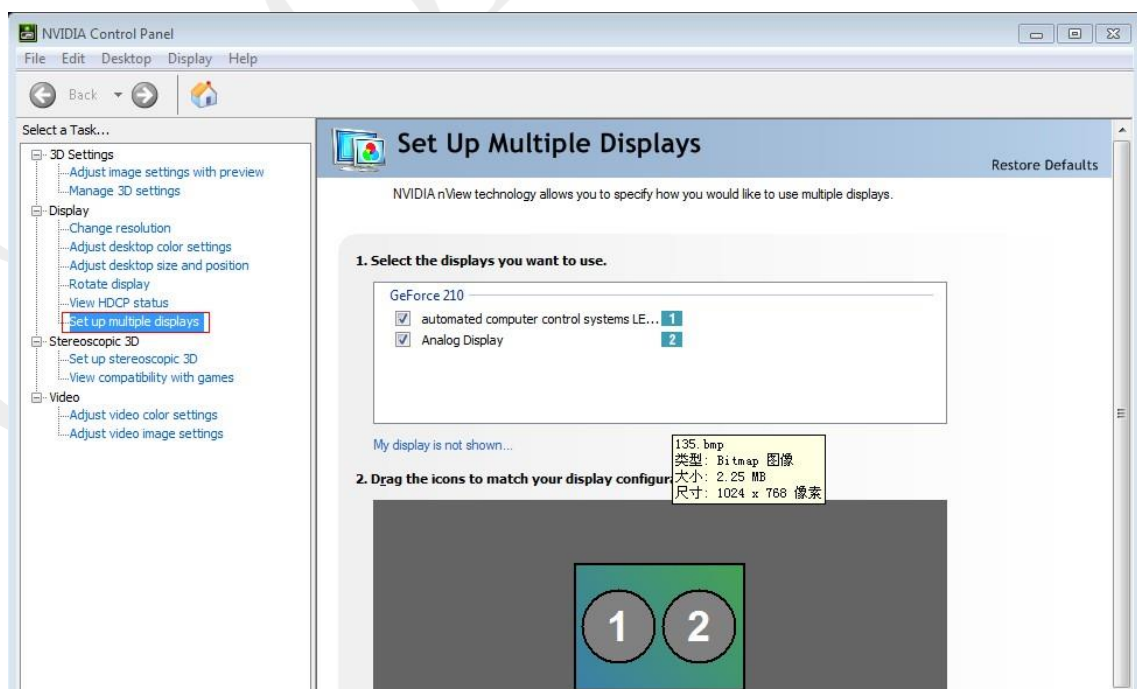 NVIDIA Control Panel
File Edit Desktop Display Help
Back
Select a Task...
3D Settings
Adjust image settings with preview
Manage 3D settings
Display
Change resolution
Adjust desktop color settings
Adjust desktop size and position
Rotate display
View HDCP status
Set up multiple displays
Stereoscopic 3D
Set up stereoscopic 3D
View compatibility with games
Video
Adjust video color settings
Adjust video image settings
Set Up Multiple Displays
Restore Defaults
NVIDIA nView technology allows you to specify how you would like to use multiple displays.
1. Select the displays you want to use.
GeForce 210
automated computer control systems LE... 1
Analog Display 2
My display is not shown...
2. Drag the icons to match your display configur
135.bmp
类型: Bitmap 图像
大小: 2.25 MB
尺寸: 1024 x 768 像素
1 2